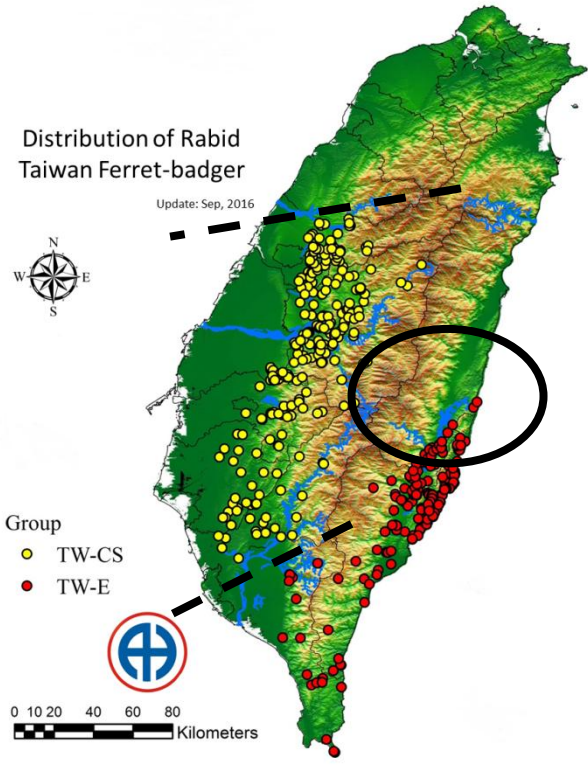 Distribution of Rabid
Taiwan Ferret-badger
Update: Sep, 2016
N
W E
S
Group
TW-CS
TW-E
0 10 20 40 60 80
Kilometers